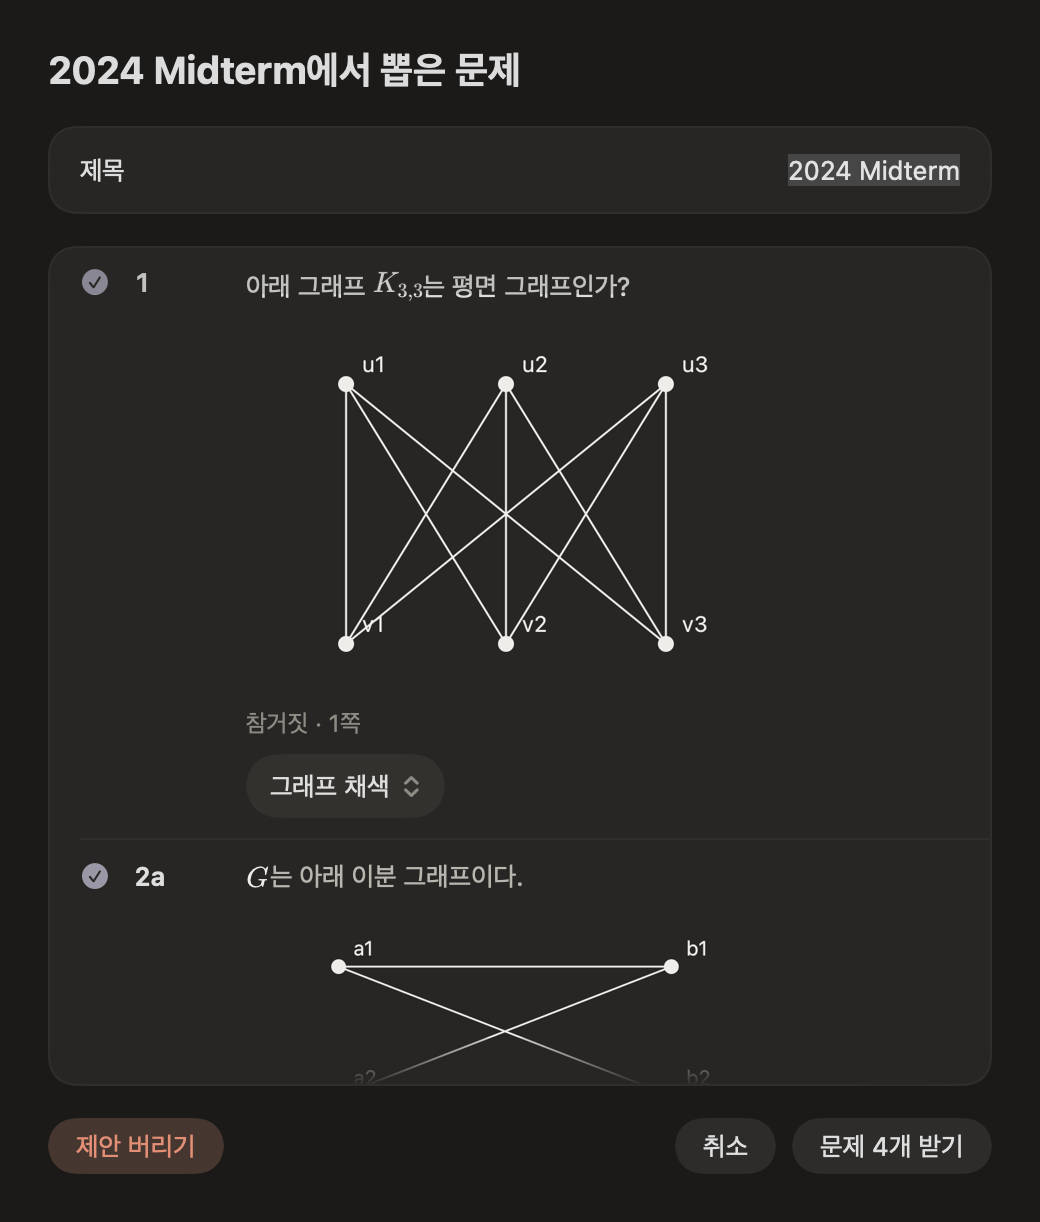 2024 Midterm에서 뽑은 문제
제목
2024 Midterm
1
아래 그래프 K3,3는 평면 그래프인가?
u1
u2
u3
v1
v2
v3
참거짓 · 1쪽
그래프 채색
2a
G는 아래 이분 그래프이다.
a1
b1
a2
b2
제안 버리기
취소
문제 4개 받기